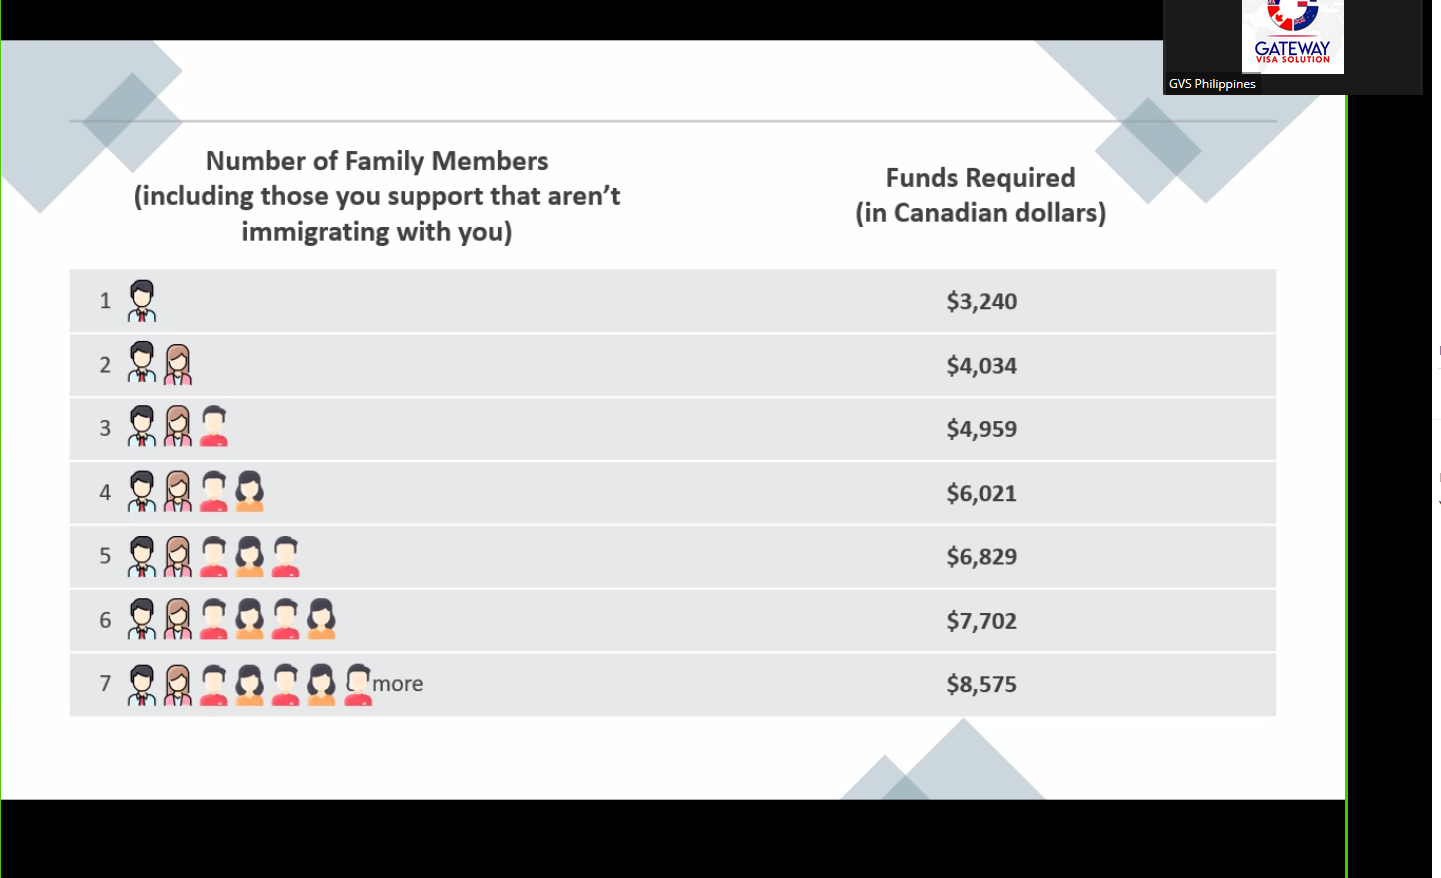 GATEWAY
VISA SOLUTION
GVS Philippines
Number of Family Members
(including those you support that aren’t
immigrating with you)
Funds Required
(in Canadian dollars)
1 $3,240
2 $4,034
3 $4,959
4 $6,021
5 $6,829
6 $7,702
7 more $8,575